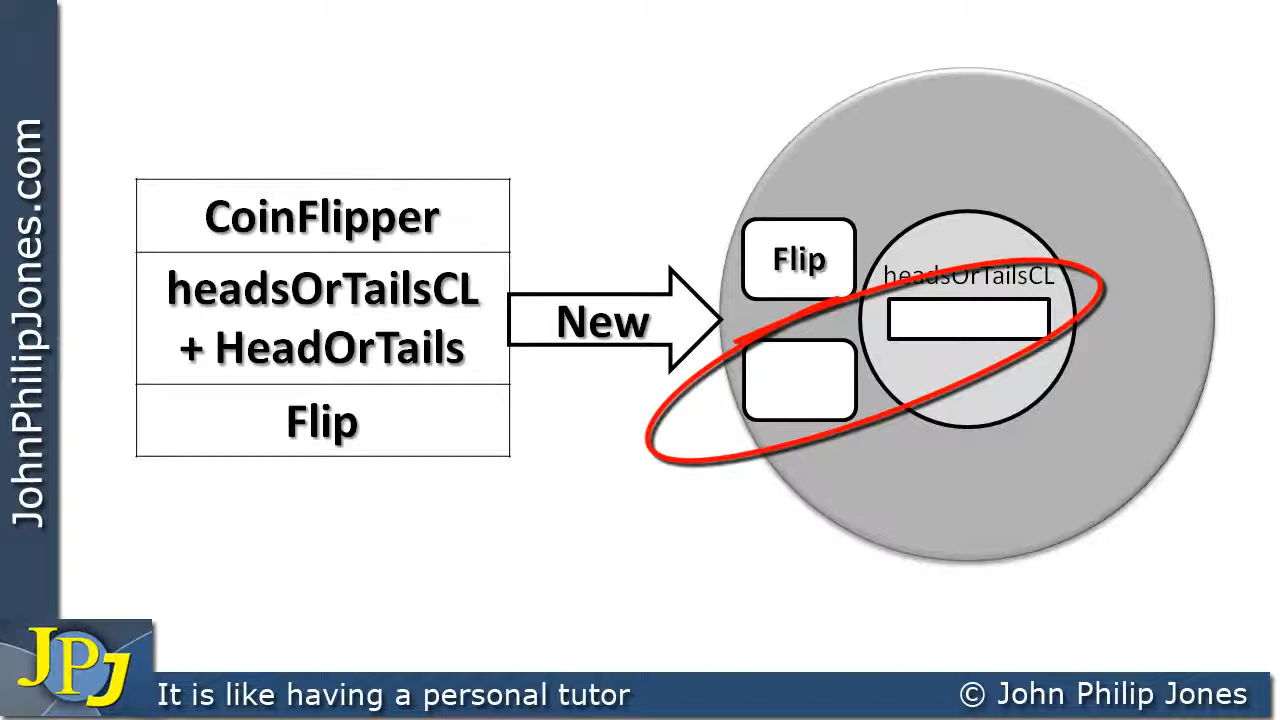 JohnPhilipJones.com
CoinFlipper
headsOrTailsCL
+ HeadOrTails
Flip
New
Flip
headsOrTailsCL
JPJ
It is like having a personal tutor
© John Philip Jones